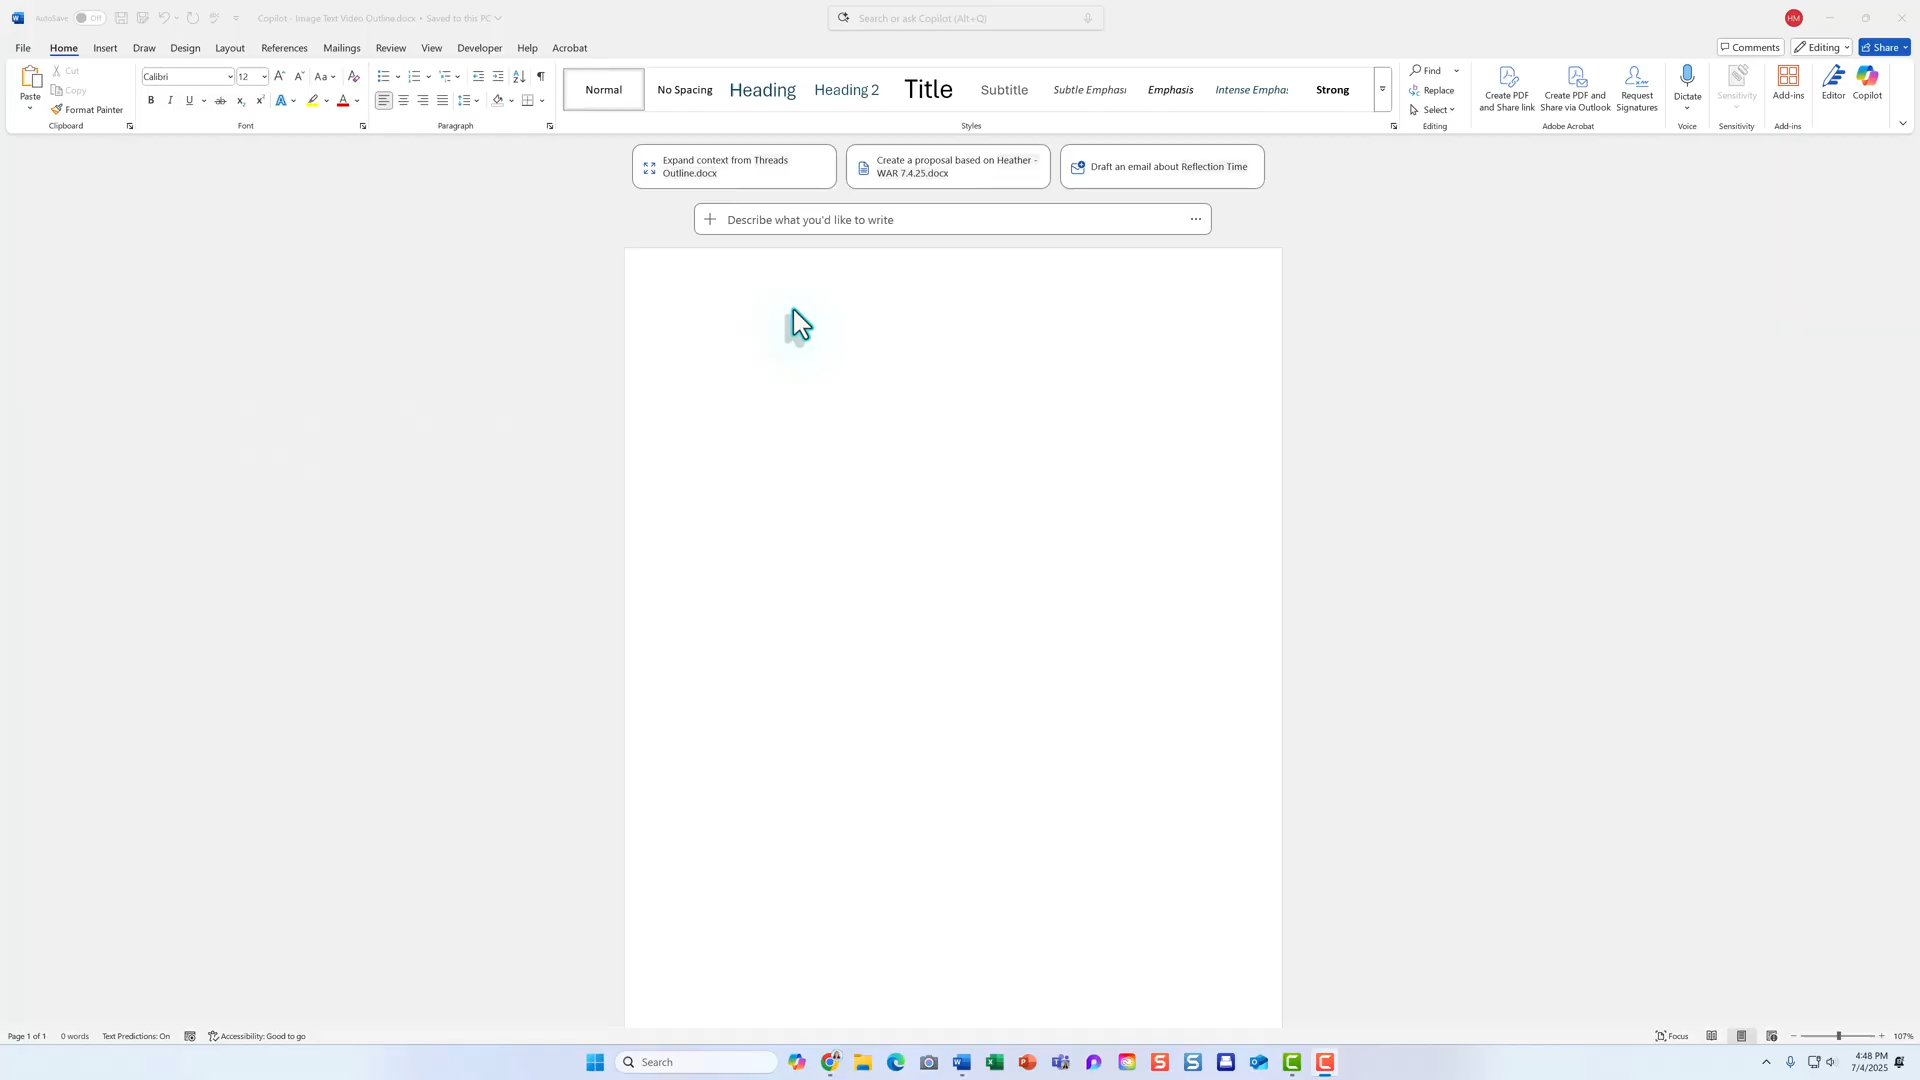 AutoSave Off Copilot - Image Text Video Outline.docx • Saved to this PC Search or ask Copilot (Alt+Q) HM
File Home Insert Draw Design Layout References Mailings Review View Developer Help Acrobat Comments Editing Share
Paste Cut
Copy
Format Painter
Clipboard
Calibri 12
Font
Paragraph
Normal No Spacing Heading Heading 2 Title Subtitle Subtle Emphasi Emphasis Intense Empha: Strong
Styles
Find
Replace
Select
Editing
Create PDF
and Share link
Create PDF and
Share via Outlook
Request
Signatures
Adobe Acrobat
Dictate
Voice
Sensitivity
Sensitivity
Add-ins
Add-ins
Editor
Copilot
Expand context from Threads
Outline.docx
Create a proposal based on Heather -
WAR 7.4.25.docx
Draft an email about Reflection Time
Describe what you'd like to write
Page 1 of 1 0 words Text Predictions: On Accessibility: Good to go Focus 107%
Search
4:48 PM
7/4/2025